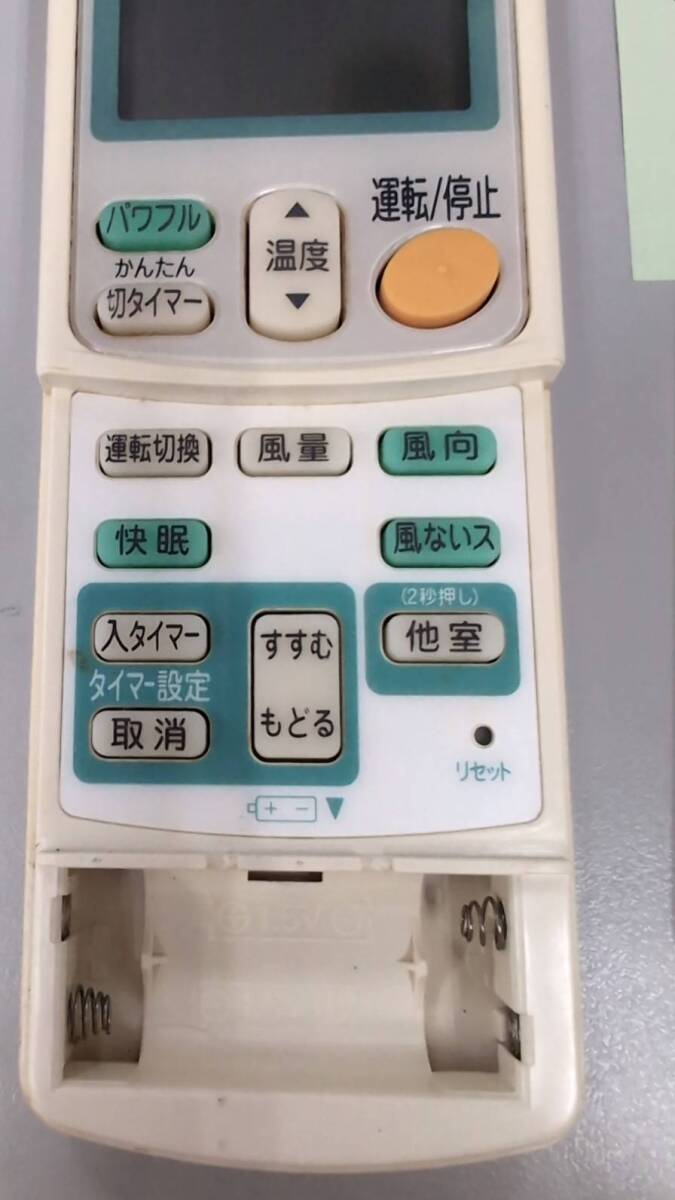 パワフル
かんたん
切タイマー
▲
温度
▼
運転/停止
運転切換
風量
風向
快眠
風ないス
入タイマー
タイマー設定
取消
すすむ
もどる
(2秒押し)
他室
リセット
+ − ▼